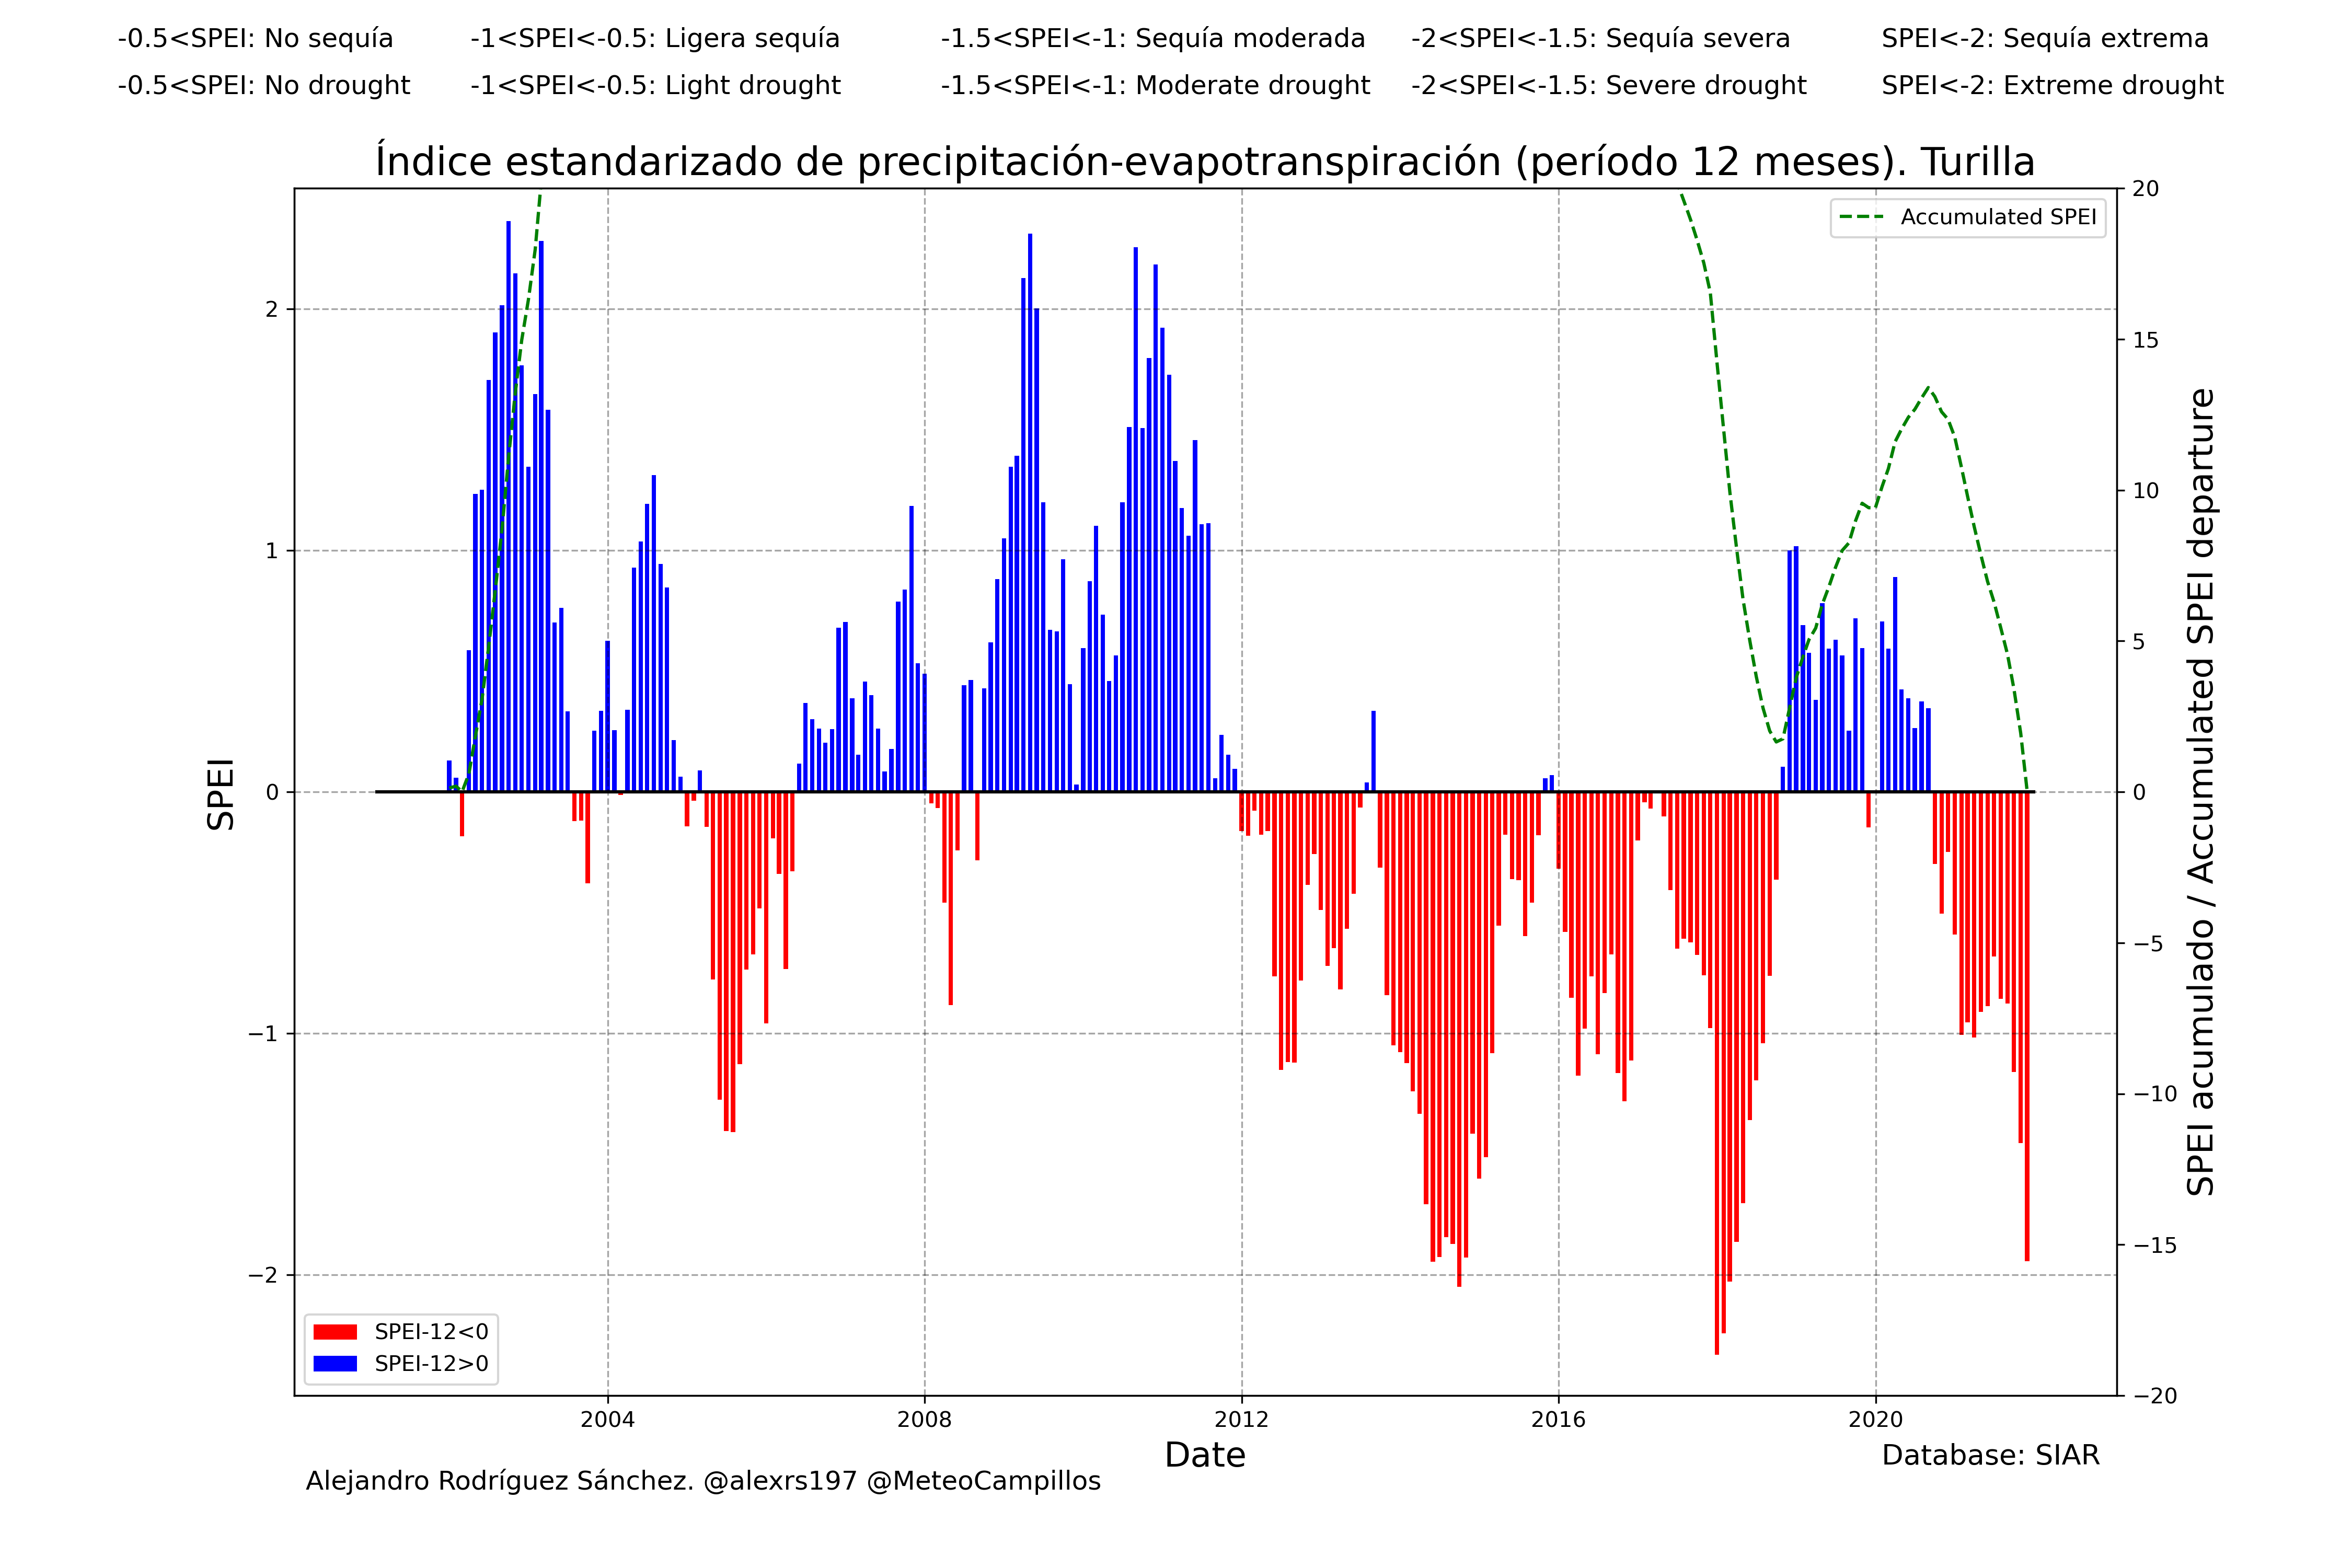 -0.5<SPEI: No sequía -1<SPEI<-0.5: Ligera sequía -1.5<SPEI<-1: Sequía moderada -2<SPEI<-1.5: Sequía severa SPEI<-2: Sequía extrema
-0.5<SPEI: No drought -1<SPEI<-0.5: Light drought -1.5<SPEI<-1: Moderate drought -2<SPEI<-1.5: Severe drought SPEI<-2: Extreme drought
Índice estandarizado de precipitación-evapotranspiración (período 12 meses). Turilla
Accumulated SPEI
SPEI
2
1
0
−1
−2
20
15
10
5
0
−5
−10
−15
−20
SPEI acumulado / Accumulated SPEI departure
SPEI-12<0
SPEI-12>0
2004 2008 2012 2016 2020
Date
Database: SIAR
Alejandro Rodríguez Sánchez. @alexrs197 @MeteoCampillos